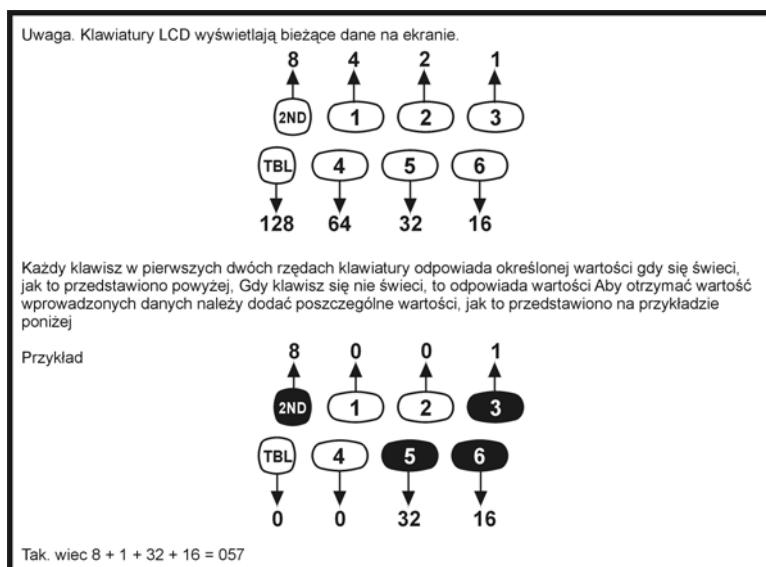 Uwaga. Klawiatury LCD wyświetlają bieżące dane na ekranie.
8 4 2 1
2ND 1 2 3
TBL 4 5 6
128 64 32 16
Każdy klawisz w pierwszych dwóch rzędach klawiatury odpowiada określonej wartości gdy się świeci,
jak to przedstawiono powyżej, Gdy klawisz się nie świeci, to odpowiada wartości Aby otrzymać wartość
wprowadzonych danych należy dodać poszczególne wartości, jak to przedstawiono na przykładzie
poniżej
Przykład
8 0 0 1
2ND 1 2 3
TBL 4 5 6
0 0 32 16
Tak. wiec 8 + 1 + 32 + 16 = 057